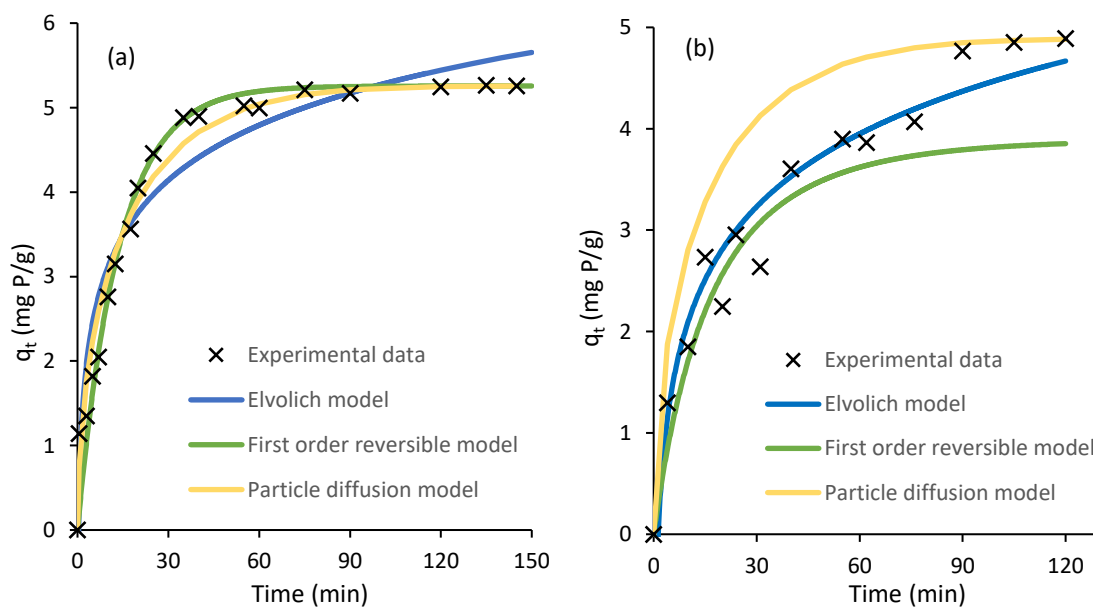 (a)
6
5
4
3
2
1
0
qt (mg P/g)
0 30 60 90 120 150
Time (min)
Experimental data
Elvolich model
First order reversible model
Particle diffusion model
(b)
5
4
3
2
1
0
qt (mg P/g)
0 30 60 90 120
Time (min)
Experimental data
Elvolich model
First order reversible model
Particle diffusion model